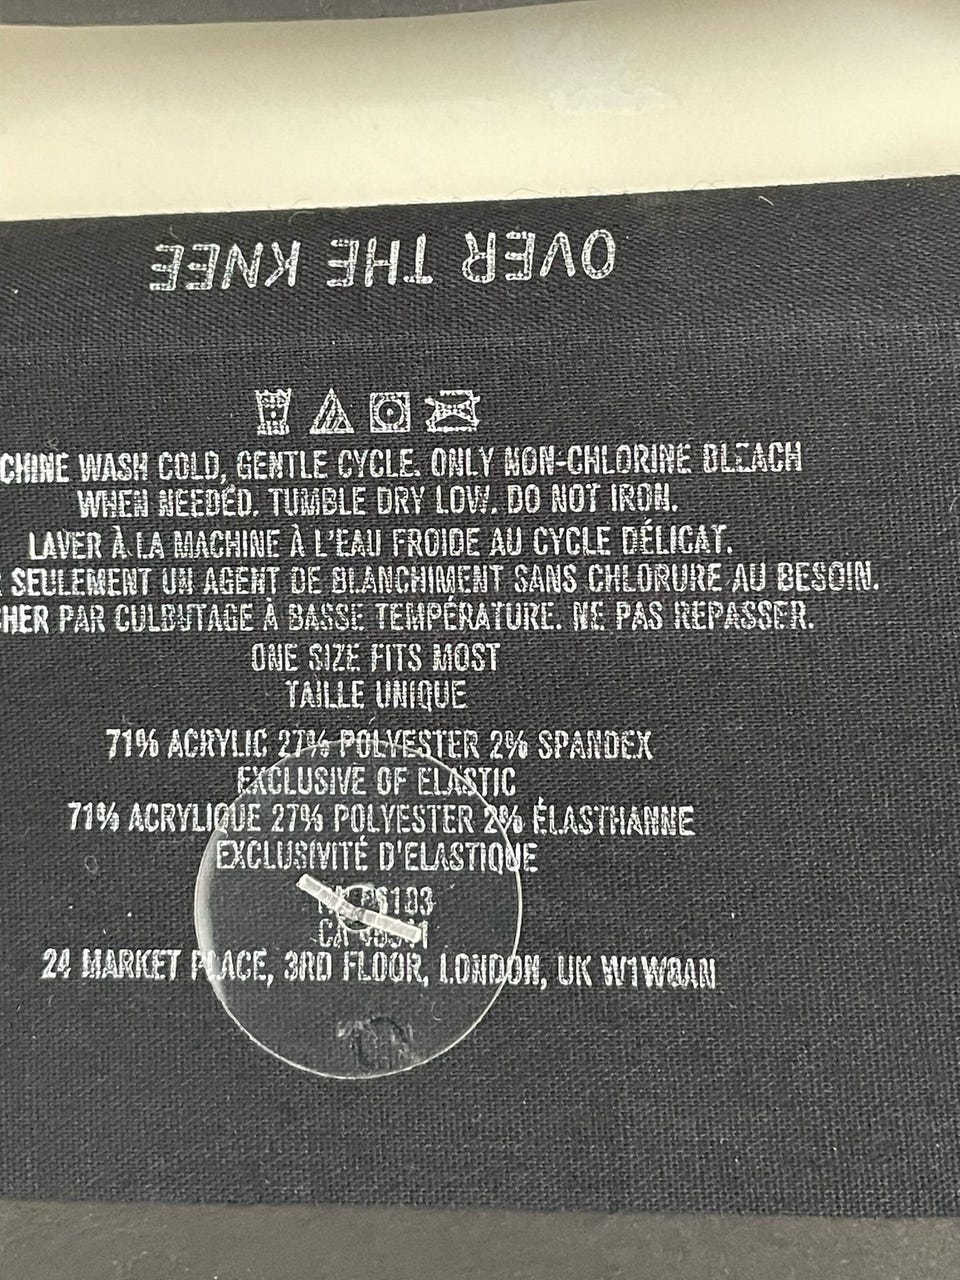 OVER THE KNEE
CHINE WASH COLD, GENTLE CYCLE. ONLY NON-CHLORINE BLEACH
WHEN NEEDED. TUMBLE DRY LOW. DO NOT IRON.
LAVER À LA MACHINE À L'EAU FROIDE AU CYCLE DÉLICAT.
SEULEMENT UN AGENT DE BLANCHIMENT SANS CHLORURE AU BESOIN.
HER PAR CULBUTAGE À BASSE TEMPÉRATURE. NE PAS REPASSER.
ONE SIZE FITS MOST
TAILLE UNIQUE
71% ACRYLIC 27% POLYESTER 2% SPANDEX
EXCLUSIVE OF ELASTIC
71% ACRYLIQUE 27% POLYESTER 2% ÉLASTHANNE
EXCLUSIVITÉ D'ELASTIQUE
CA
24 MARKET PLACE, 3RD FLOOR, LONDON, UK W1W8AN